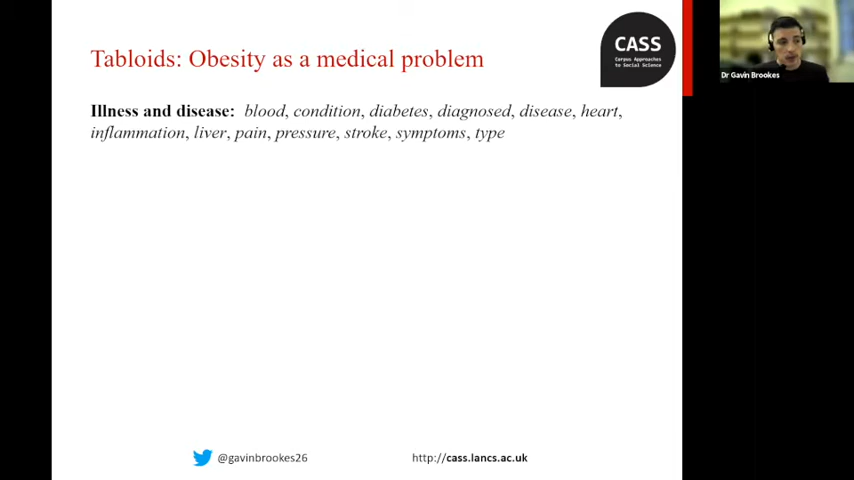 Tabloids: Obesity as a medical problem
CASS
Corpus Approaches
to Social Science
Dr Gavin Brookes
Illness and disease: blood, condition, diabetes, diagnosed, disease, heart,
inflammation, liver, pain, pressure, stroke, symptoms, type
@gavinbrookes26
http://cass.lancs.ac.uk